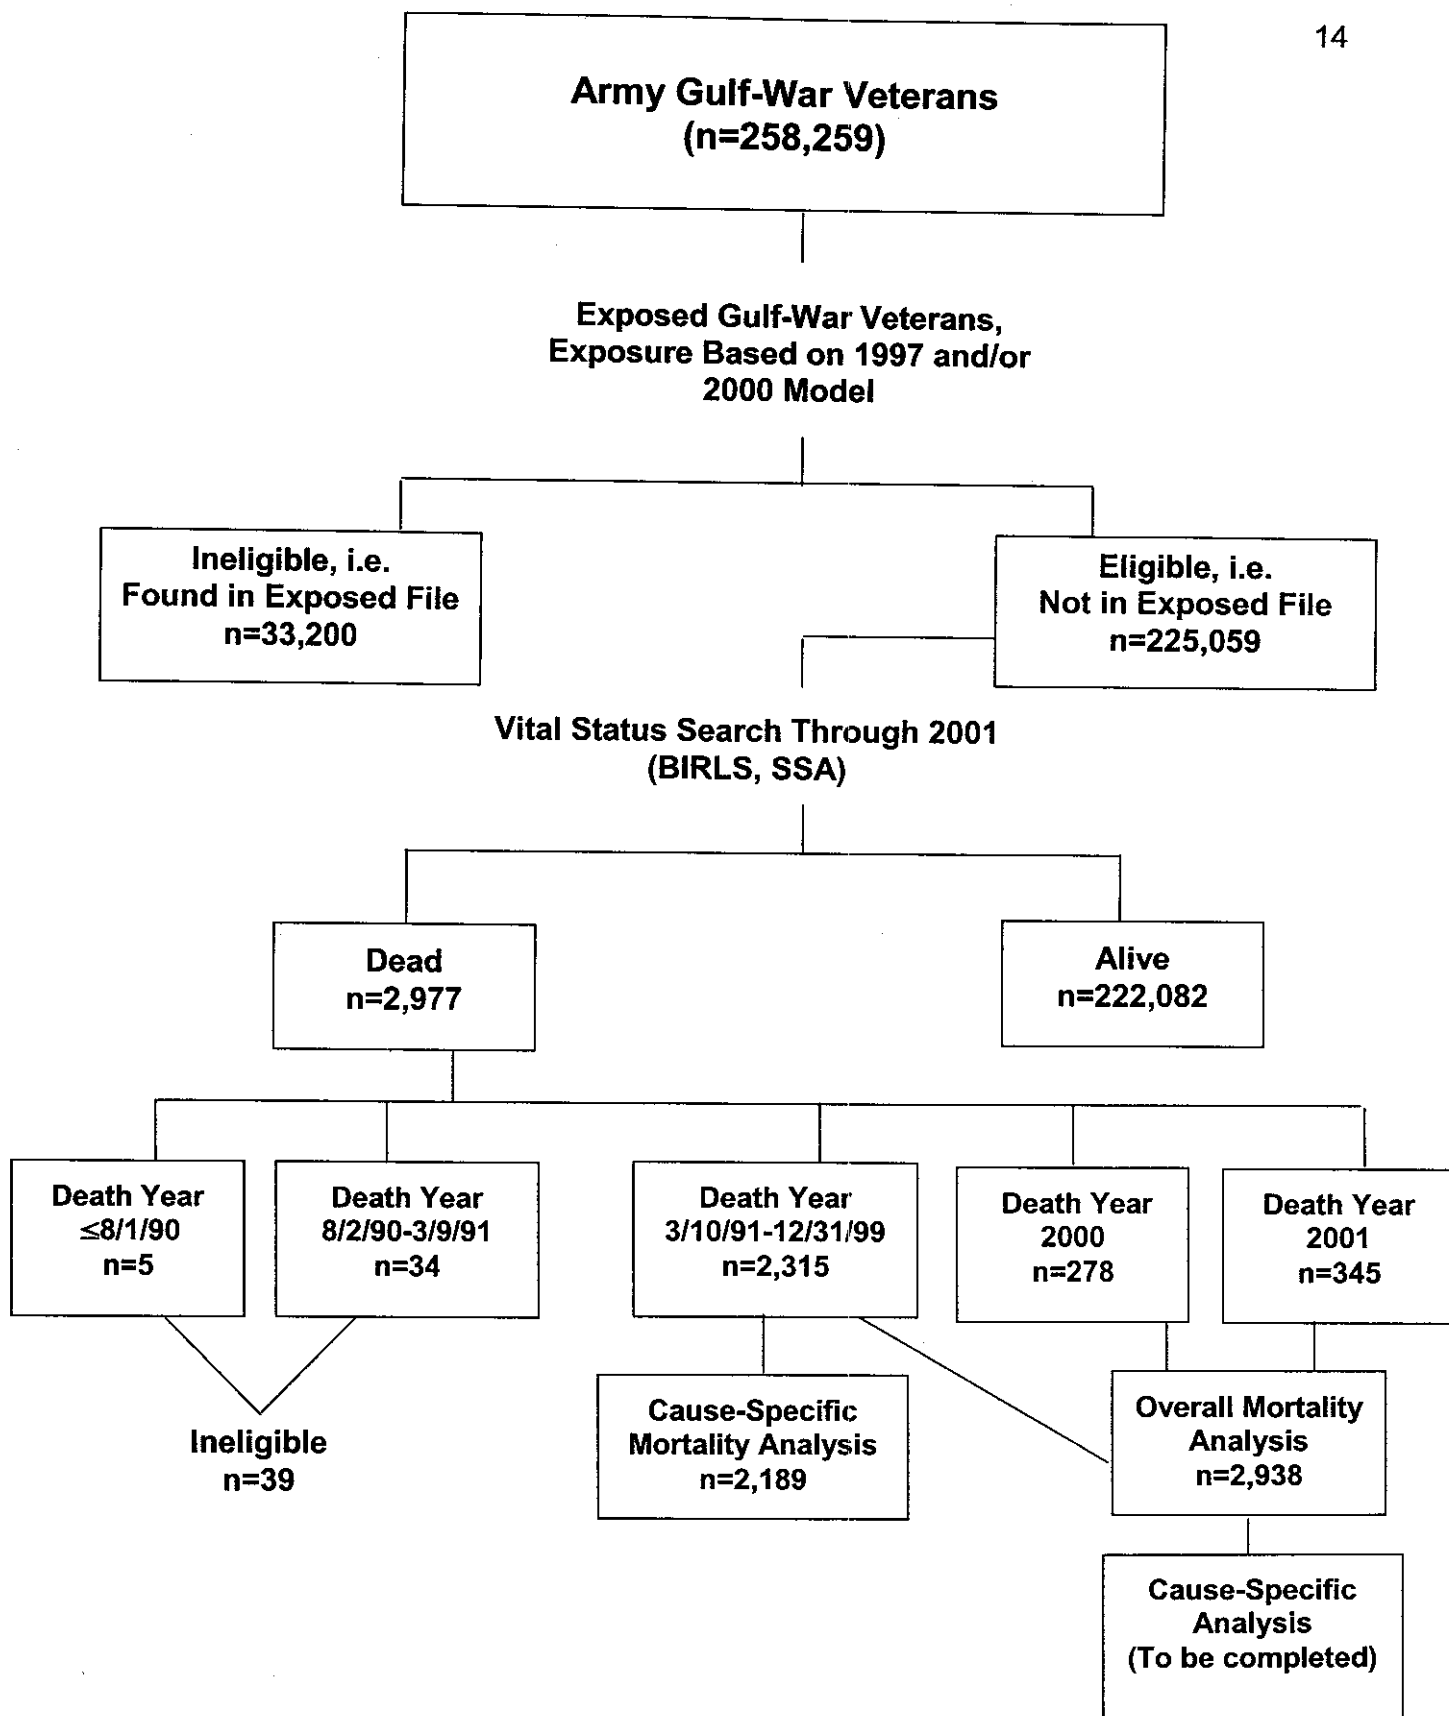 14
Army Gulf-War Veterans
(n=258,259)
Exposed Gulf-War Veterans,
Exposure Based on 1997 and/or
2000 Model
Ineligible, i.e.
Found in Exposed File
n=33,200
Eligible, i.e.
Not in Exposed File
n=225,059
Vital Status Search Through 2001
(BIRLS, SSA)
Dead
n=2,977
Alive
n=222,082
Death Year
≤8/1/90
n=5
Death Year
8/2/90-3/9/91
n=34
Death Year
3/10/91-12/31/99
n=2,315
Death Year
2000
n=278
Death Year
2001
n=345
Ineligible
n=39
Cause-Specific
Mortality Analysis
n=2,189
Overall Mortality
Analysis
n=2,938
Cause-Specific
Analysis
(To be completed)